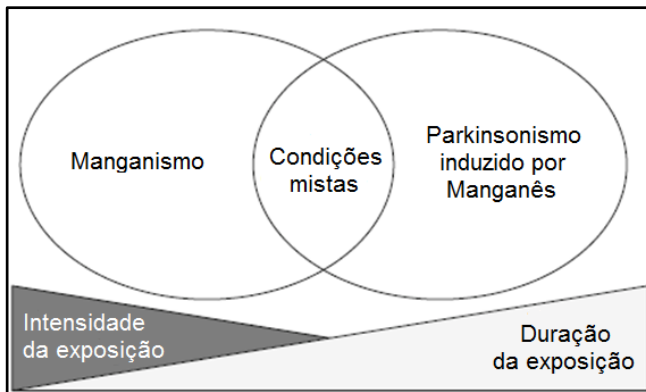 Manganismo
Condições
mistas
Parkinsonismo
induzido por
Manganês
Intensidade
da exposição
Duração
da exposição